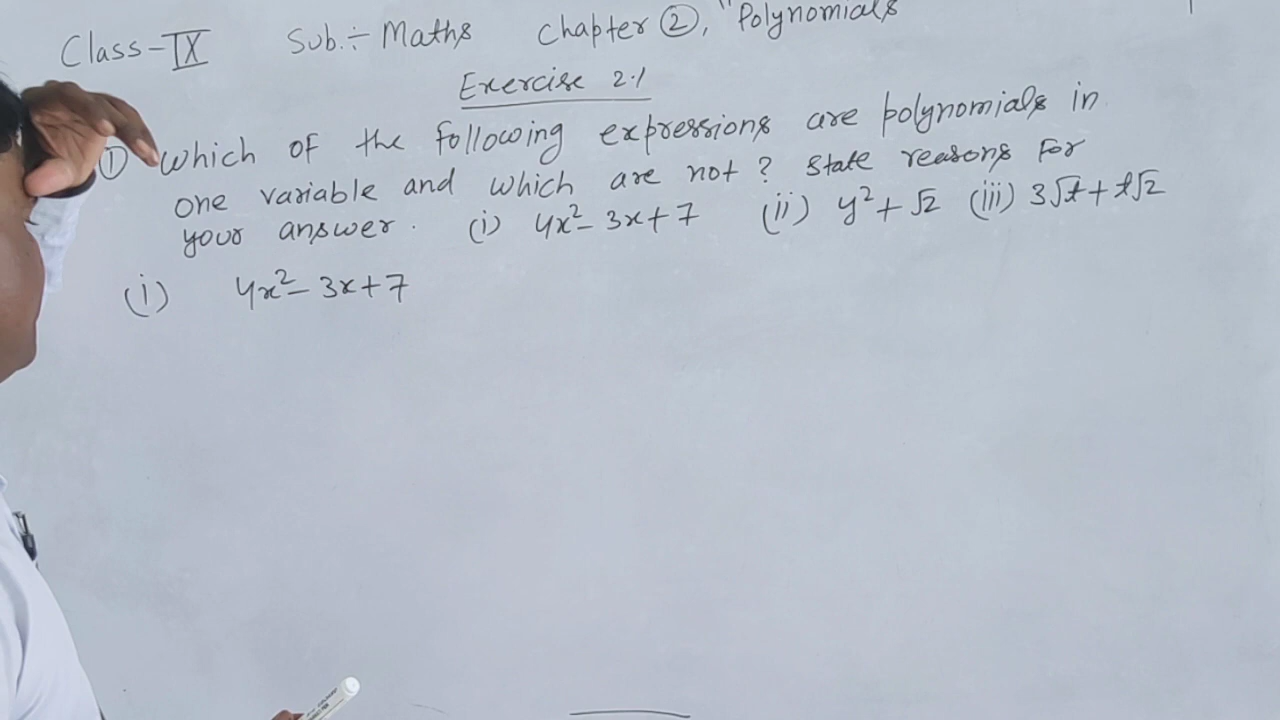 Class-IX Sub.:- Maths Chapter ②, "Polynomials
Exercise 2.1
① Which of the following expressions are polynomials in
one variable and which are not? State reasons for
your answer. (i) 4x²-3x+7 (ii) y²+√2 (iii) 3√t+t√2
(i) 4x²-3x+7